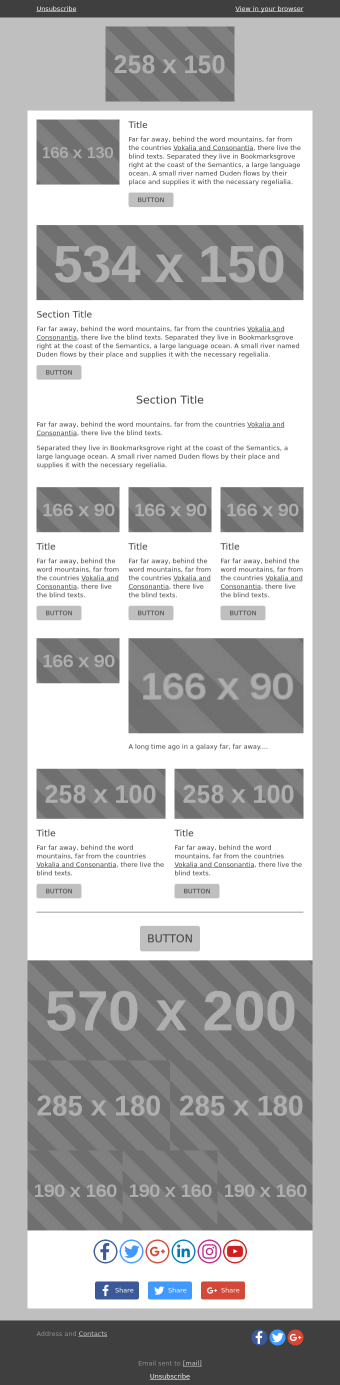 Unsubscribe
View in your browser
258 x 150
166 x 130
Title
Far far away, behind the word mountains, far from
the countries Vokalia and Consonantia, there live the
blind texts. Separated they live in Bookmarksgrove
right at the coast of the Semantics, a large language
ocean. A small river named Duden flows by their
place and supplies it with the necessary regelialia.
BUTTON
534 x 150
Section Title
Far far away, behind the word mountains, far from the countries Vokalia and
Consonantia, there live the blind texts. Separated they live in Bookmarksgrove
right at the coast of the Semantics, a large language ocean. A small river named
Duden flows by their place and supplies it with the necessary regelialia.
BUTTON
Section Title
Far far away, behind the word mountains, far from the countries Vokalia and
Consonantia, there live the blind texts.
Separated they live in Bookmarksgrove right at the coast of the Semantics, a
large language ocean. A small river named Duden flows by their place and
supplies it with the necessary regelialia.
166 x 90
166 x 90
166 x 90
Title
Far far away, behind the
word mountains, far from
the countries Vokalia and
Consonantia, there live
the blind texts.
BUTTON
Title
Far far away, behind the
word mountains, far from
the countries Vokalia and
Consonantia, there live
the blind texts.
BUTTON
Title
Far far away, behind the
word mountains, far from
the countries Vokalia and
Consonantia, there live
the blind texts.
BUTTON
166 x 90
166 x 90
A long time ago in a galaxy far, far away....
258 x 100
258 x 100
Title
Far far away, behind the word
mountains, far from the countries
Vokalia and Consonantia, there live the
blind texts.
BUTTON
Title
Far far away, behind the word
mountains, far from the countries
Vokalia and Consonantia, there live the
blind texts.
BUTTON
BUTTON
570 x 200
285 x 180
285 x 180
190 x 160
190 x 160
190 x 160
Share
Share
Share
Address and Contacts
Email sent to [mail]
Unsubscribe